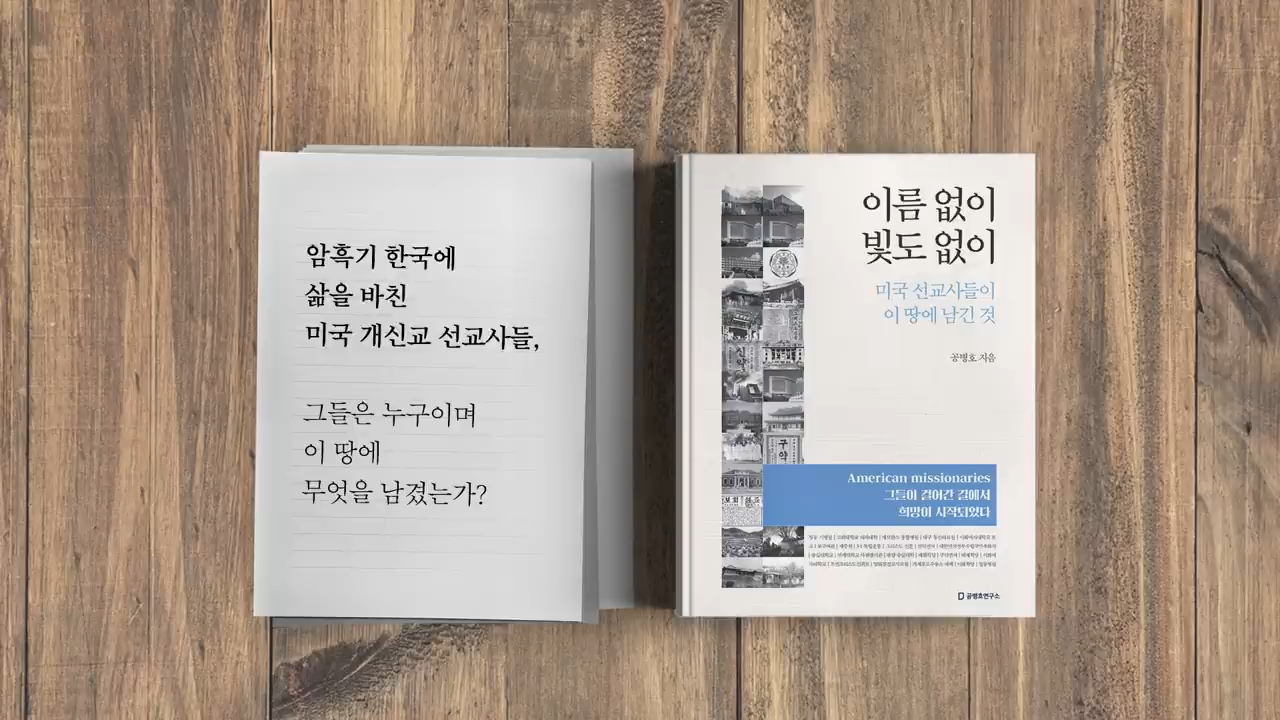 암흑기 한국에
삶을 바친
미국 개신교 선교사들,
그들은 누구이며
이 땅에
무엇을 남겼는가?
이름 없이
빛도 없이
미국 선교사들이
이 땅에 남긴 것
공병호 지음
구약
American missionaries
그들이 걸어간 길에서
희망이 시작되었다
공병호연구소